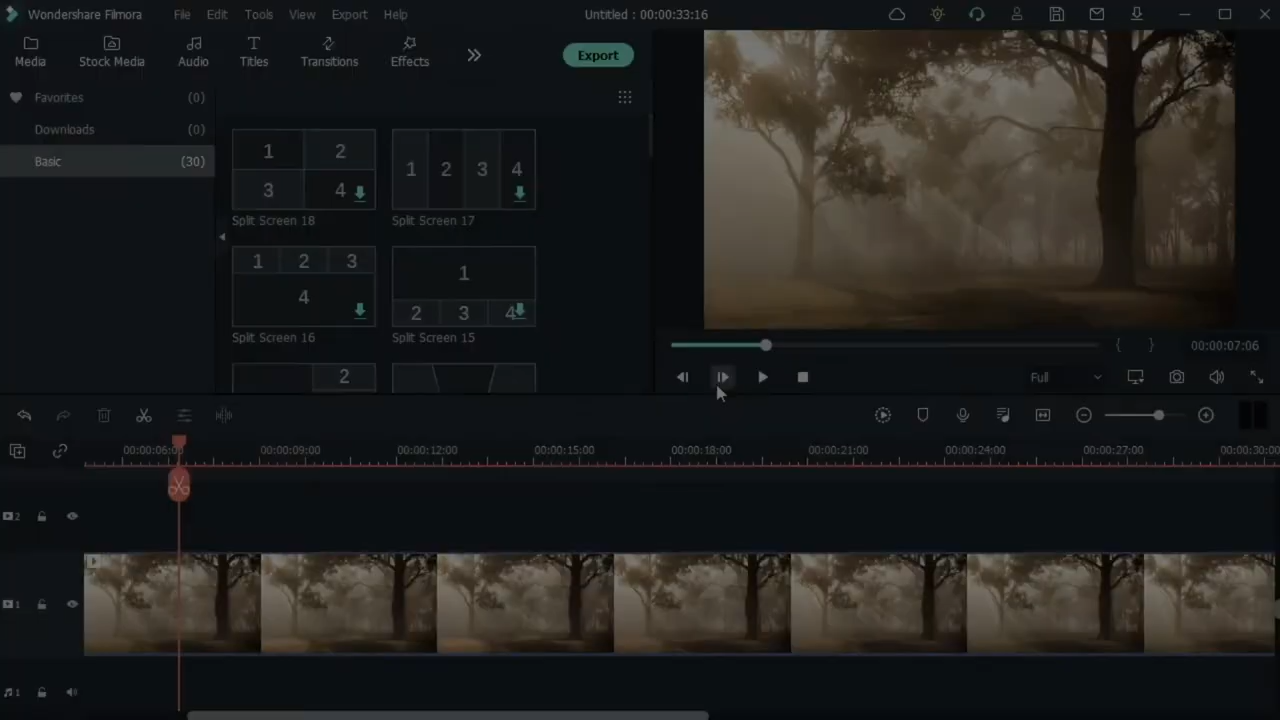 Wondershare Filmora File Edit Tools View Export Help Untitled : 00:00:33:16
Media Stock Media Audio Titles Transitions Effects Export
Favorites (0)
Downloads (0)
Basic (30)
1 2
3 4
Split Screen 18
1 2 3 4
Split Screen 17
1 2 3
4
Split Screen 16
1
2 3 4
Split Screen 15
2
{ } 00:00:07:06
Full
00:00:06:00 00:00:09:00 00:00:12:00 00:00:15:00 00:00:18:00 00:00:21:00 00:00:24:00 00:00:27:00 00:00:30:00
2
1
1